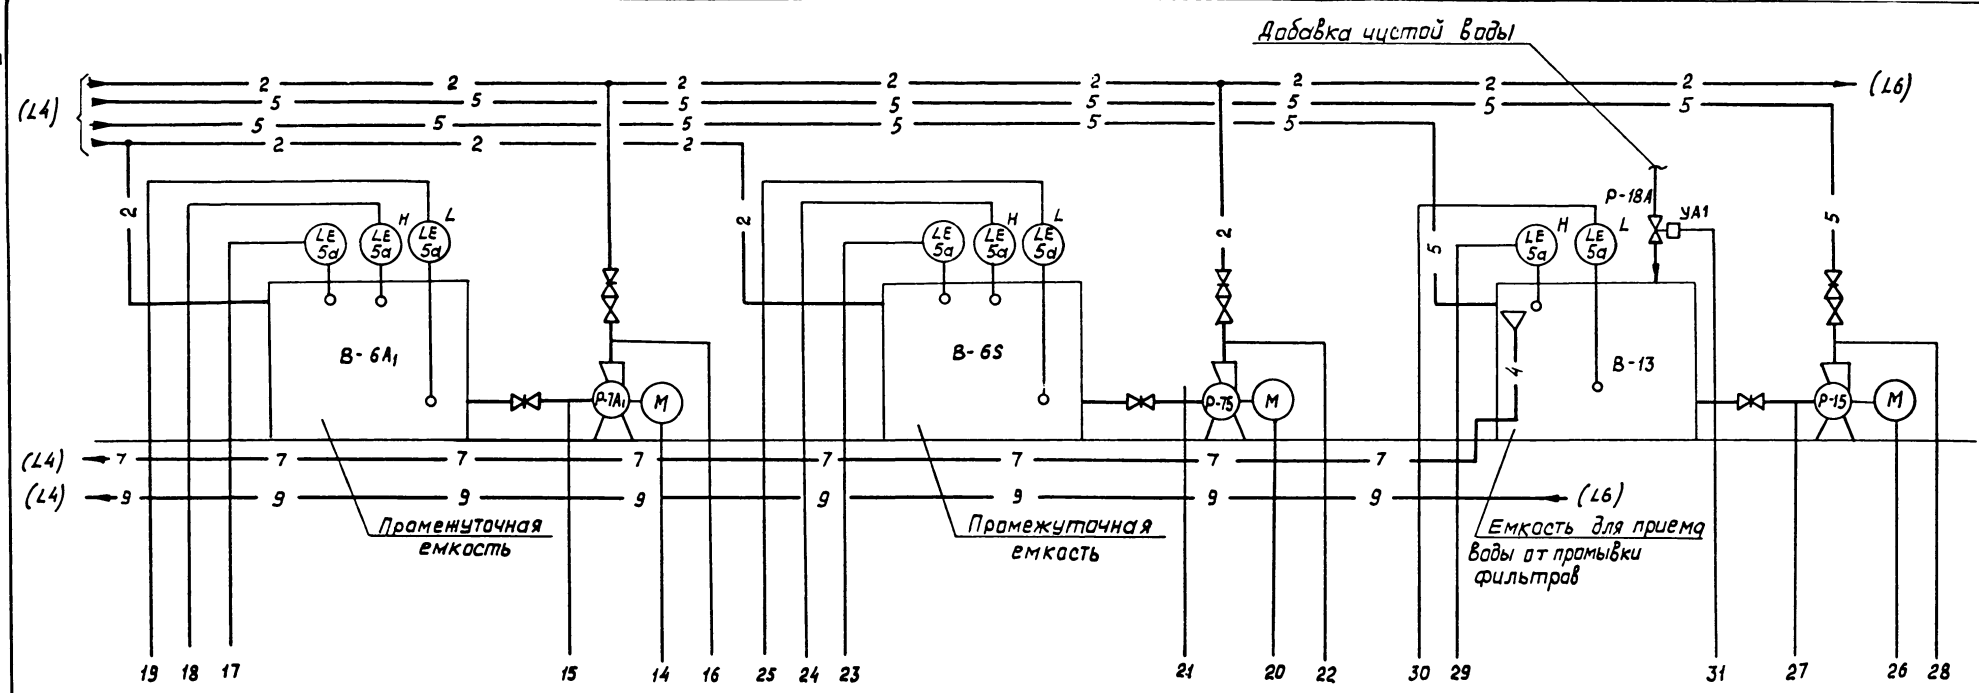 Добавка чистой воды
2 2 2 2 2 2 2 2 (L6)
(L4) 5 5 5 5 5 5 5 5
5 5 5 5 5 5
2 2 2
2 2 2 5 5
P-18A
УА1
LE 5a
LE 5a H
LE 5a L
LE 5a
LE 5a H
LE 5a L
LE 5a H
LE 5a L
B-6A₁
B-6S
B-13
4
P-7A₁ M
P-7S M
P-15 M
(L4) 7 7 7 7 7 7 7 7
(L4) 9 9 9 9 9 9 9 9 (L6)
Промежуточная
емкость
Промежуточная
емкость
Емкость для приема
воды от промывки
фильтров
19 18 17 15 14 16 25 24 23 21 20 22 30 29 31 27 26 28